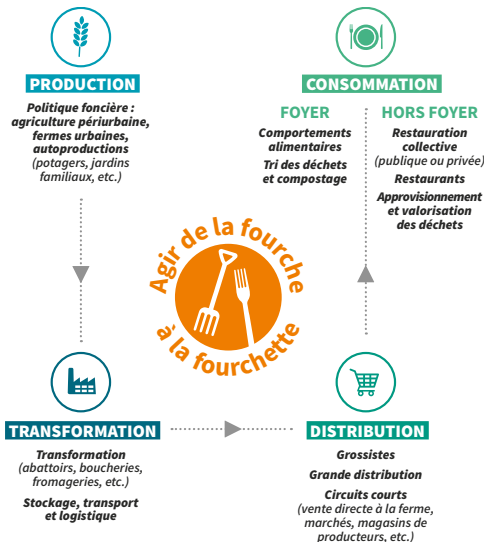 PRODUCTION
Politique foncière :
agriculture périurbaine,
fermes urbaines,
autoproductions
(potagers, jardins
familiaux, etc.)
CONSOMMATION
FOYER
Comportements
alimentaires
Tri des déchets
et compostage
HORS FOYER
Restauration
collective
(publique ou privée)
Restaurants
Approvisionnement
et valorisation
des déchets
Agir de la fourche
à la fourchette
TRANSFORMATION
Transformation
(abattoirs, boucheries,
fromageries, etc.)
Stockage, transport
et logistique
DISTRIBUTION
Grossistes
Grande distribution
Circuits courts
(vente directe à la ferme,
marchés, magasins de
producteurs, etc.)